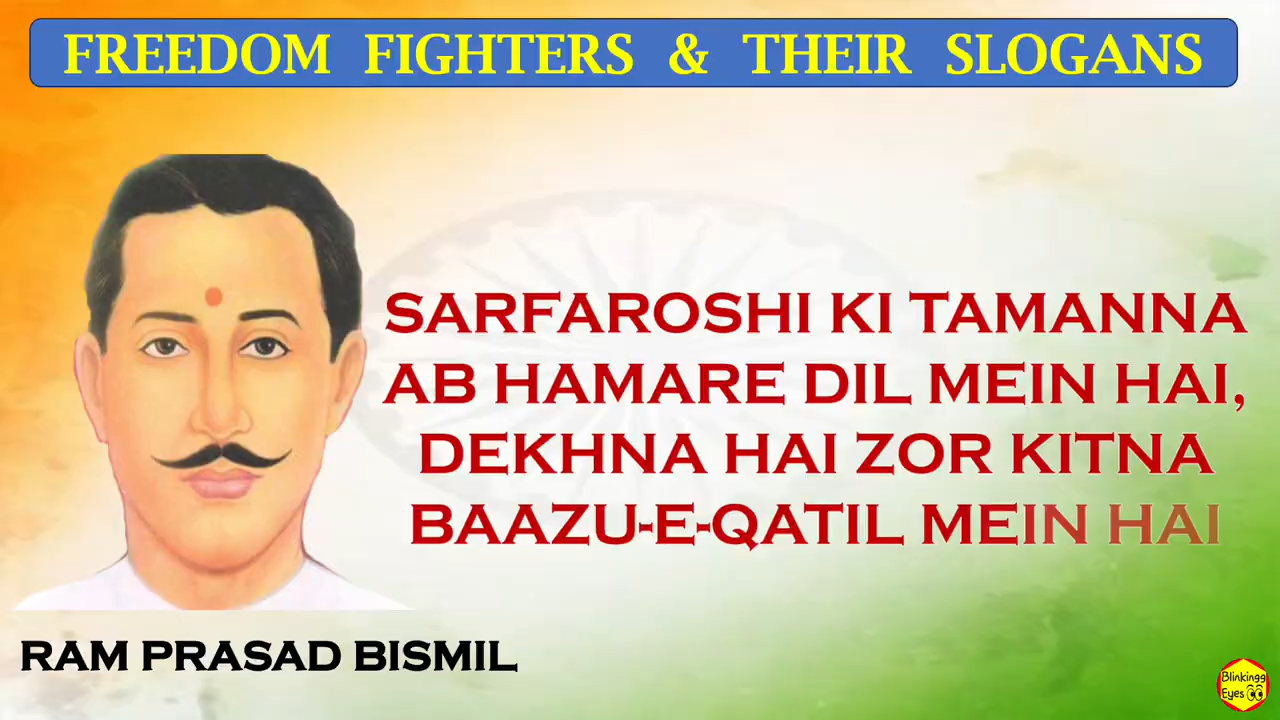 FREEDOM FIGHTERS & THEIR SLOGANS
SARFAROSHI KI TAMANNA
AB HAMARE DIL MEIN HAI,
DEKHNA HAI ZOR KITNA
BAAZU-E-QATIL MEIN HAI
RAM PRASAD BISMIL
Blinkingg
Eyes